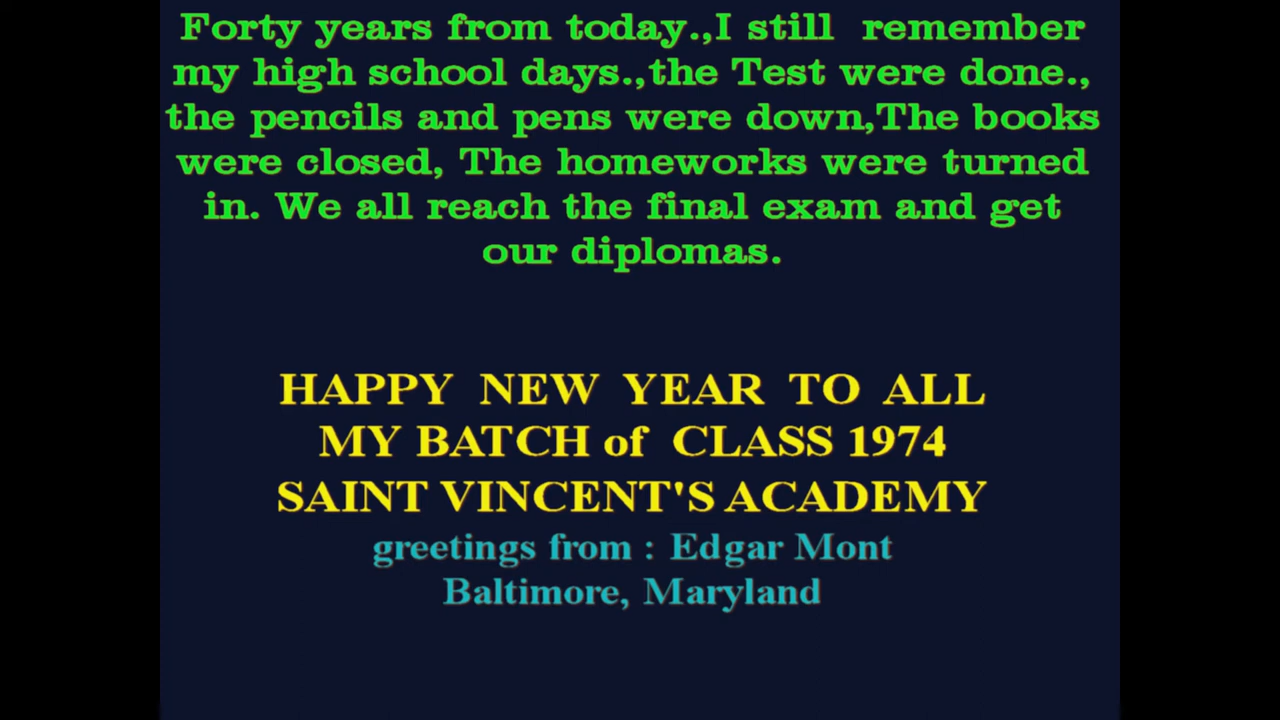 Forty years from today.,I still remember
my high school days.,the Test were done.,
the pencils and pens were down,The books
were closed, The homeworks were turned
in. We all reach the final exam and get
our diplomas.
HAPPY NEW YEAR TO ALL
MY BATCH of CLASS 1974
SAINT VINCENT'S ACADEMY
greetings from : Edgar Mont
Baltimore, Maryland